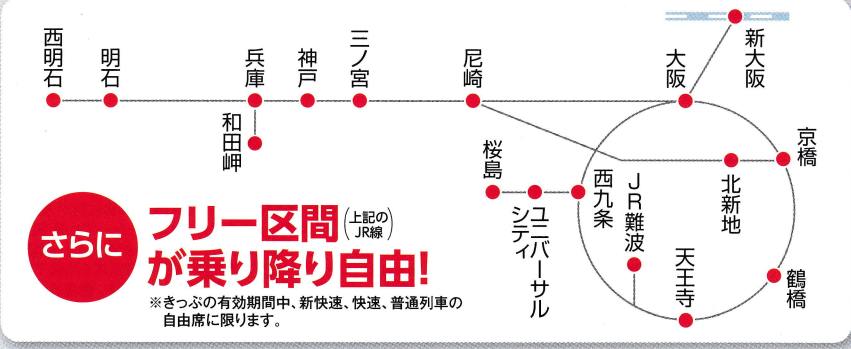 西明石
明石
兵庫
和田岬
神戸
三ノ宮
尼崎
大阪
新大阪
京橋
北新地
桜島
ユニバーサル
シティ
西九条
JR難波
天王寺
鶴橋
さらに
フリー区間(上記の
JR線)
が乗り降り自由!
※きっぷの有効期間中、新快速、快速、普通列車の
自由席に限ります。